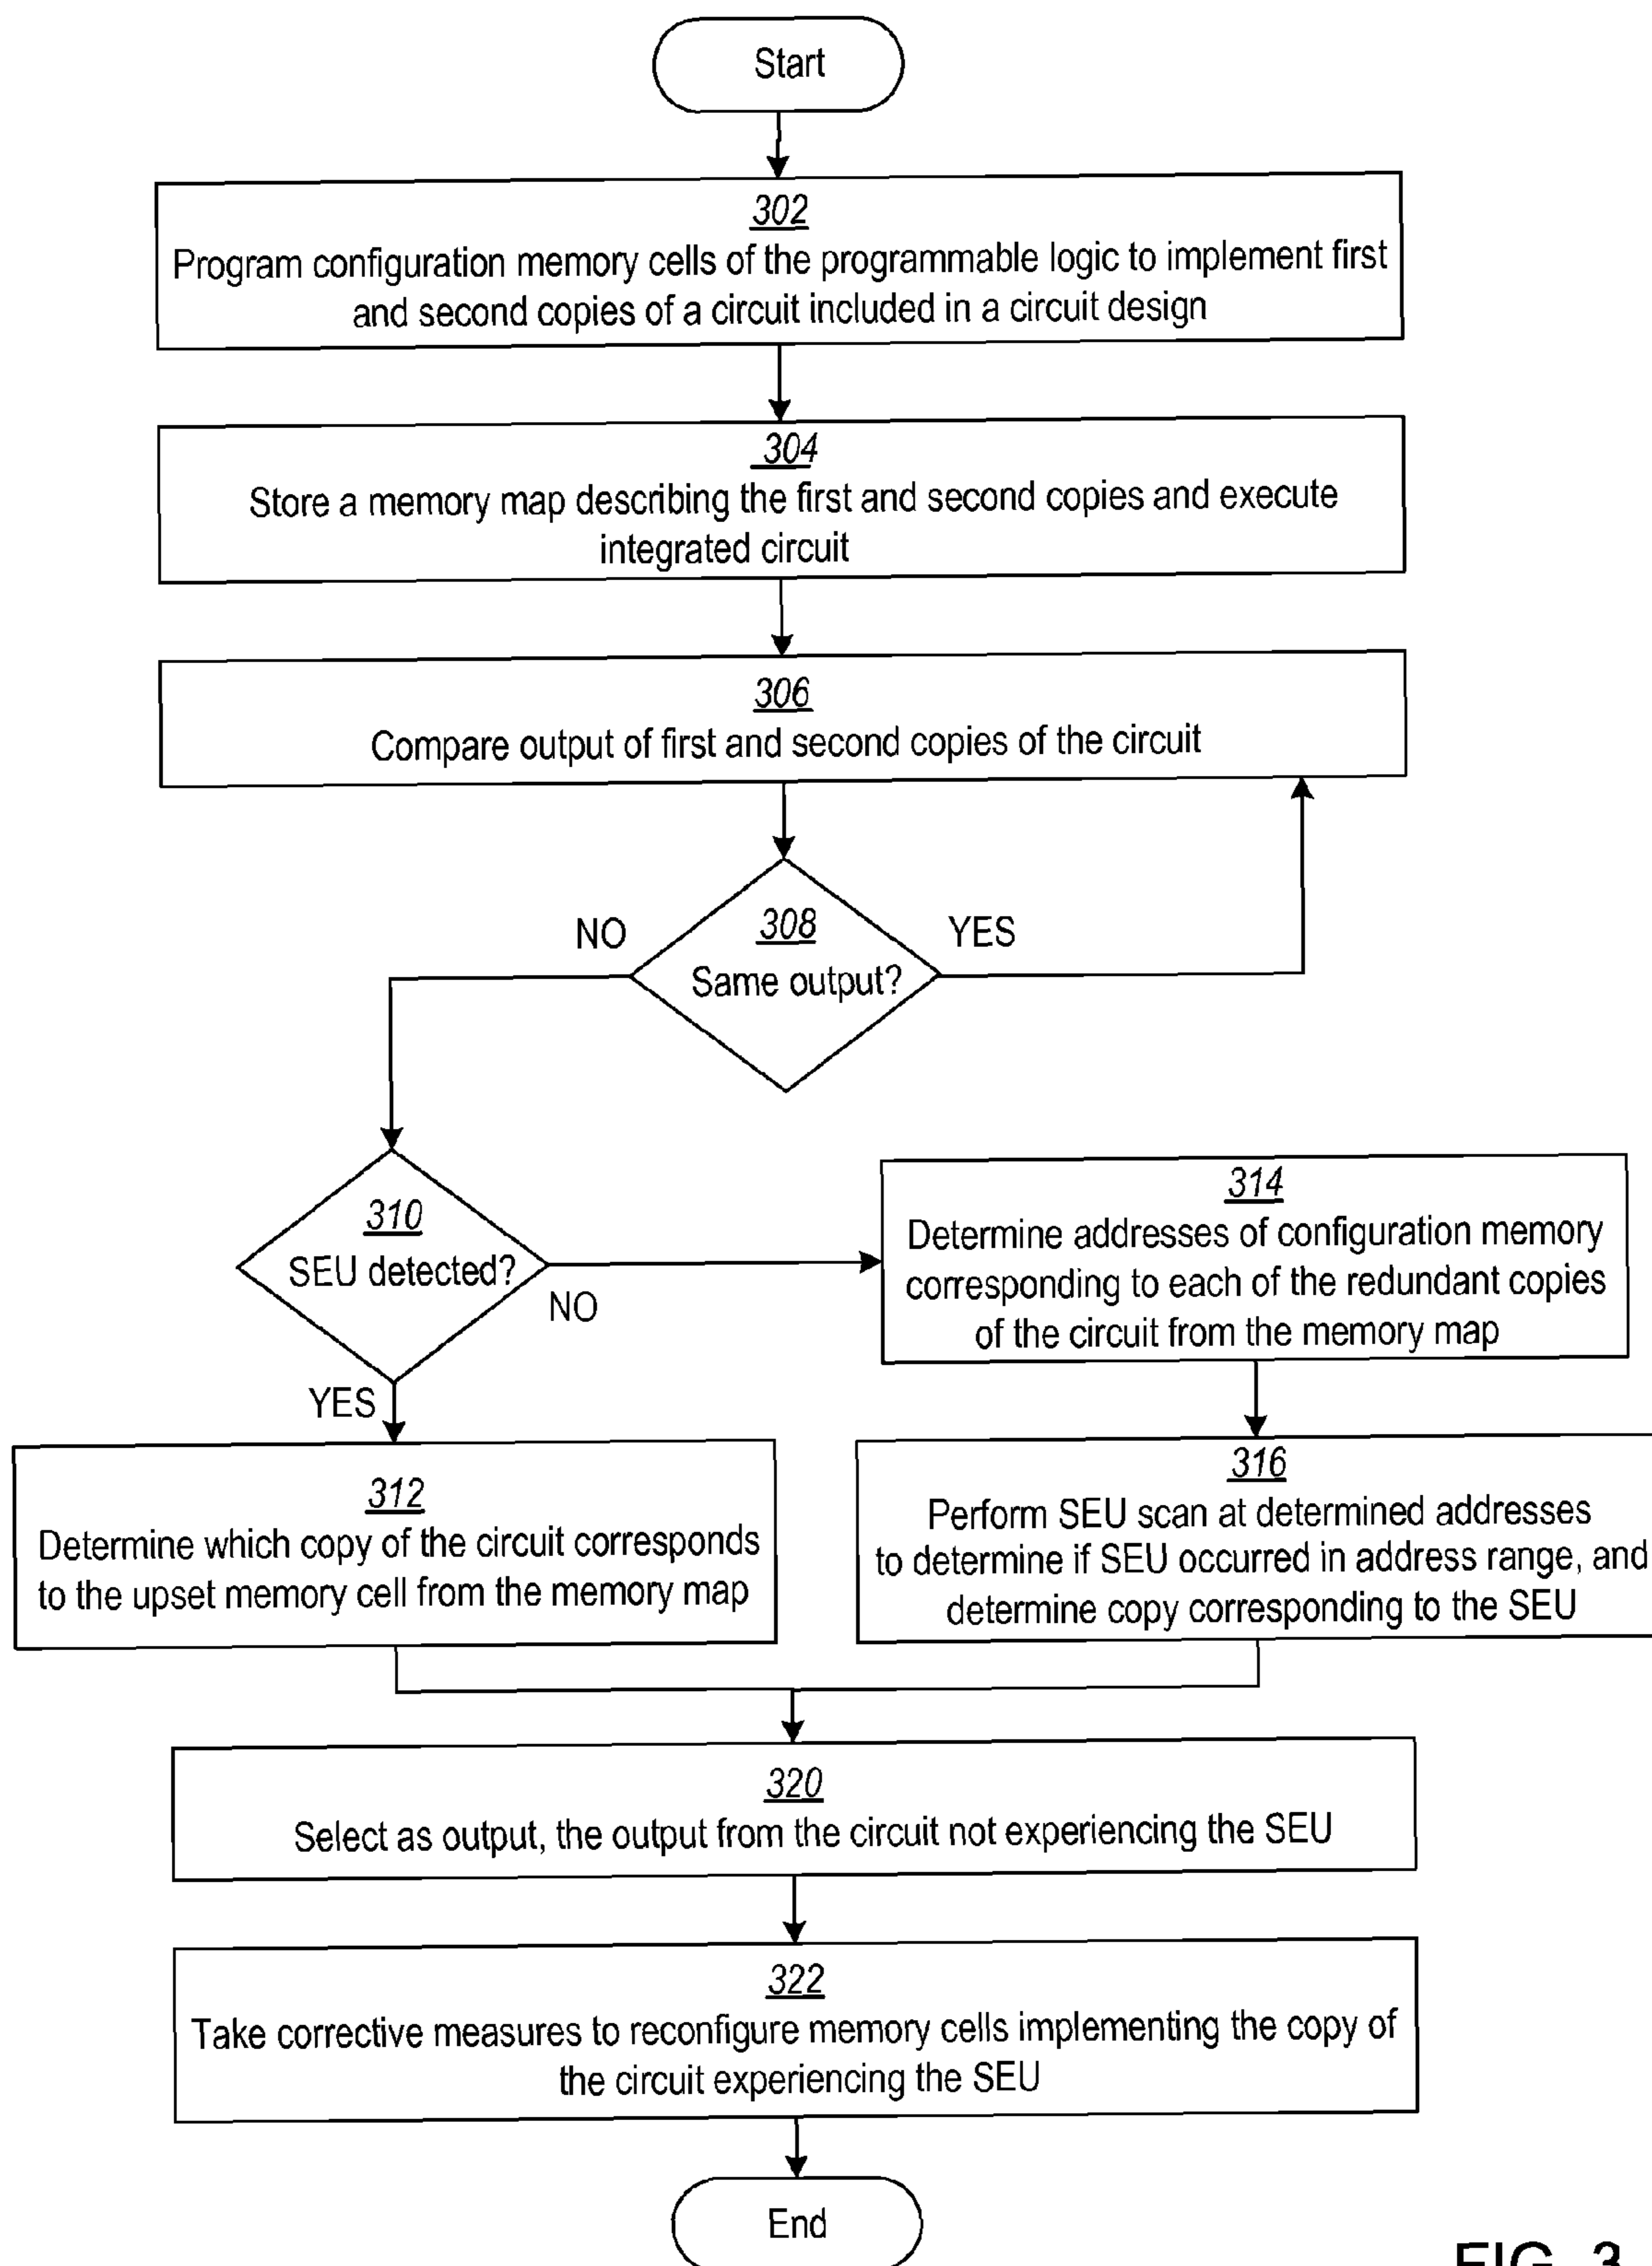 Start
302
Program configuration memory cells of the programmable logic to implement first
and second copies of a circuit included in a circuit design
304
Store a memory map describing the first and second copies and execute
integrated circuit
306
Compare output of first and second copies of the circuit
NO
308
YES
Same output?
310
SEU detected?
NO
YES
314
Determine addresses of configuration memory
corresponding to each of the redundant copies
of the circuit from the memory map
312
Determine which copy of the circuit corresponds
to the upset memory cell from the memory map
316
Perform SEU scan at determined addresses
to determine if SEU occurred in address range, and
determine copy corresponding to the SEU
320
Select as output, the output from the circuit not experiencing the SEU
322
Take corrective measures to reconfigure memory cells implementing the copy of
the circuit experiencing the SEU
End
FIG. 3